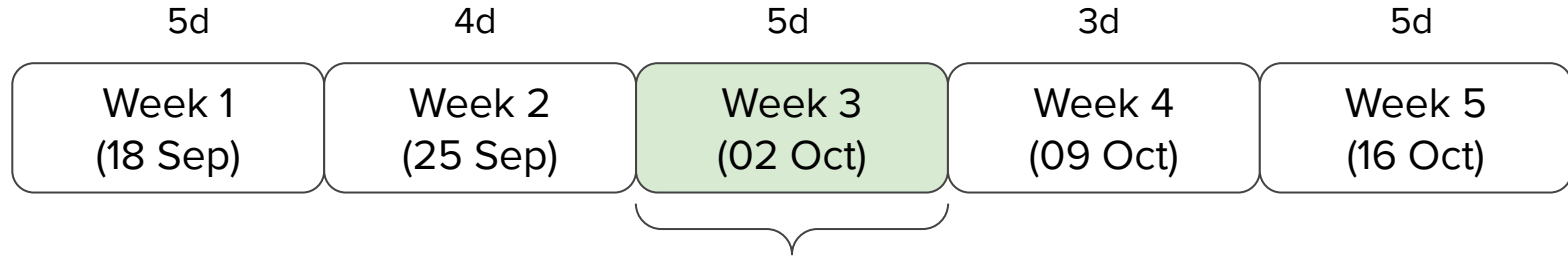 5d 4d 5d 3d 5d
Week 1 Week 2 Week 3 Week 4 Week 5
(18 Sep) (25 Sep) (02 Oct) (09 Oct) (16 Oct)